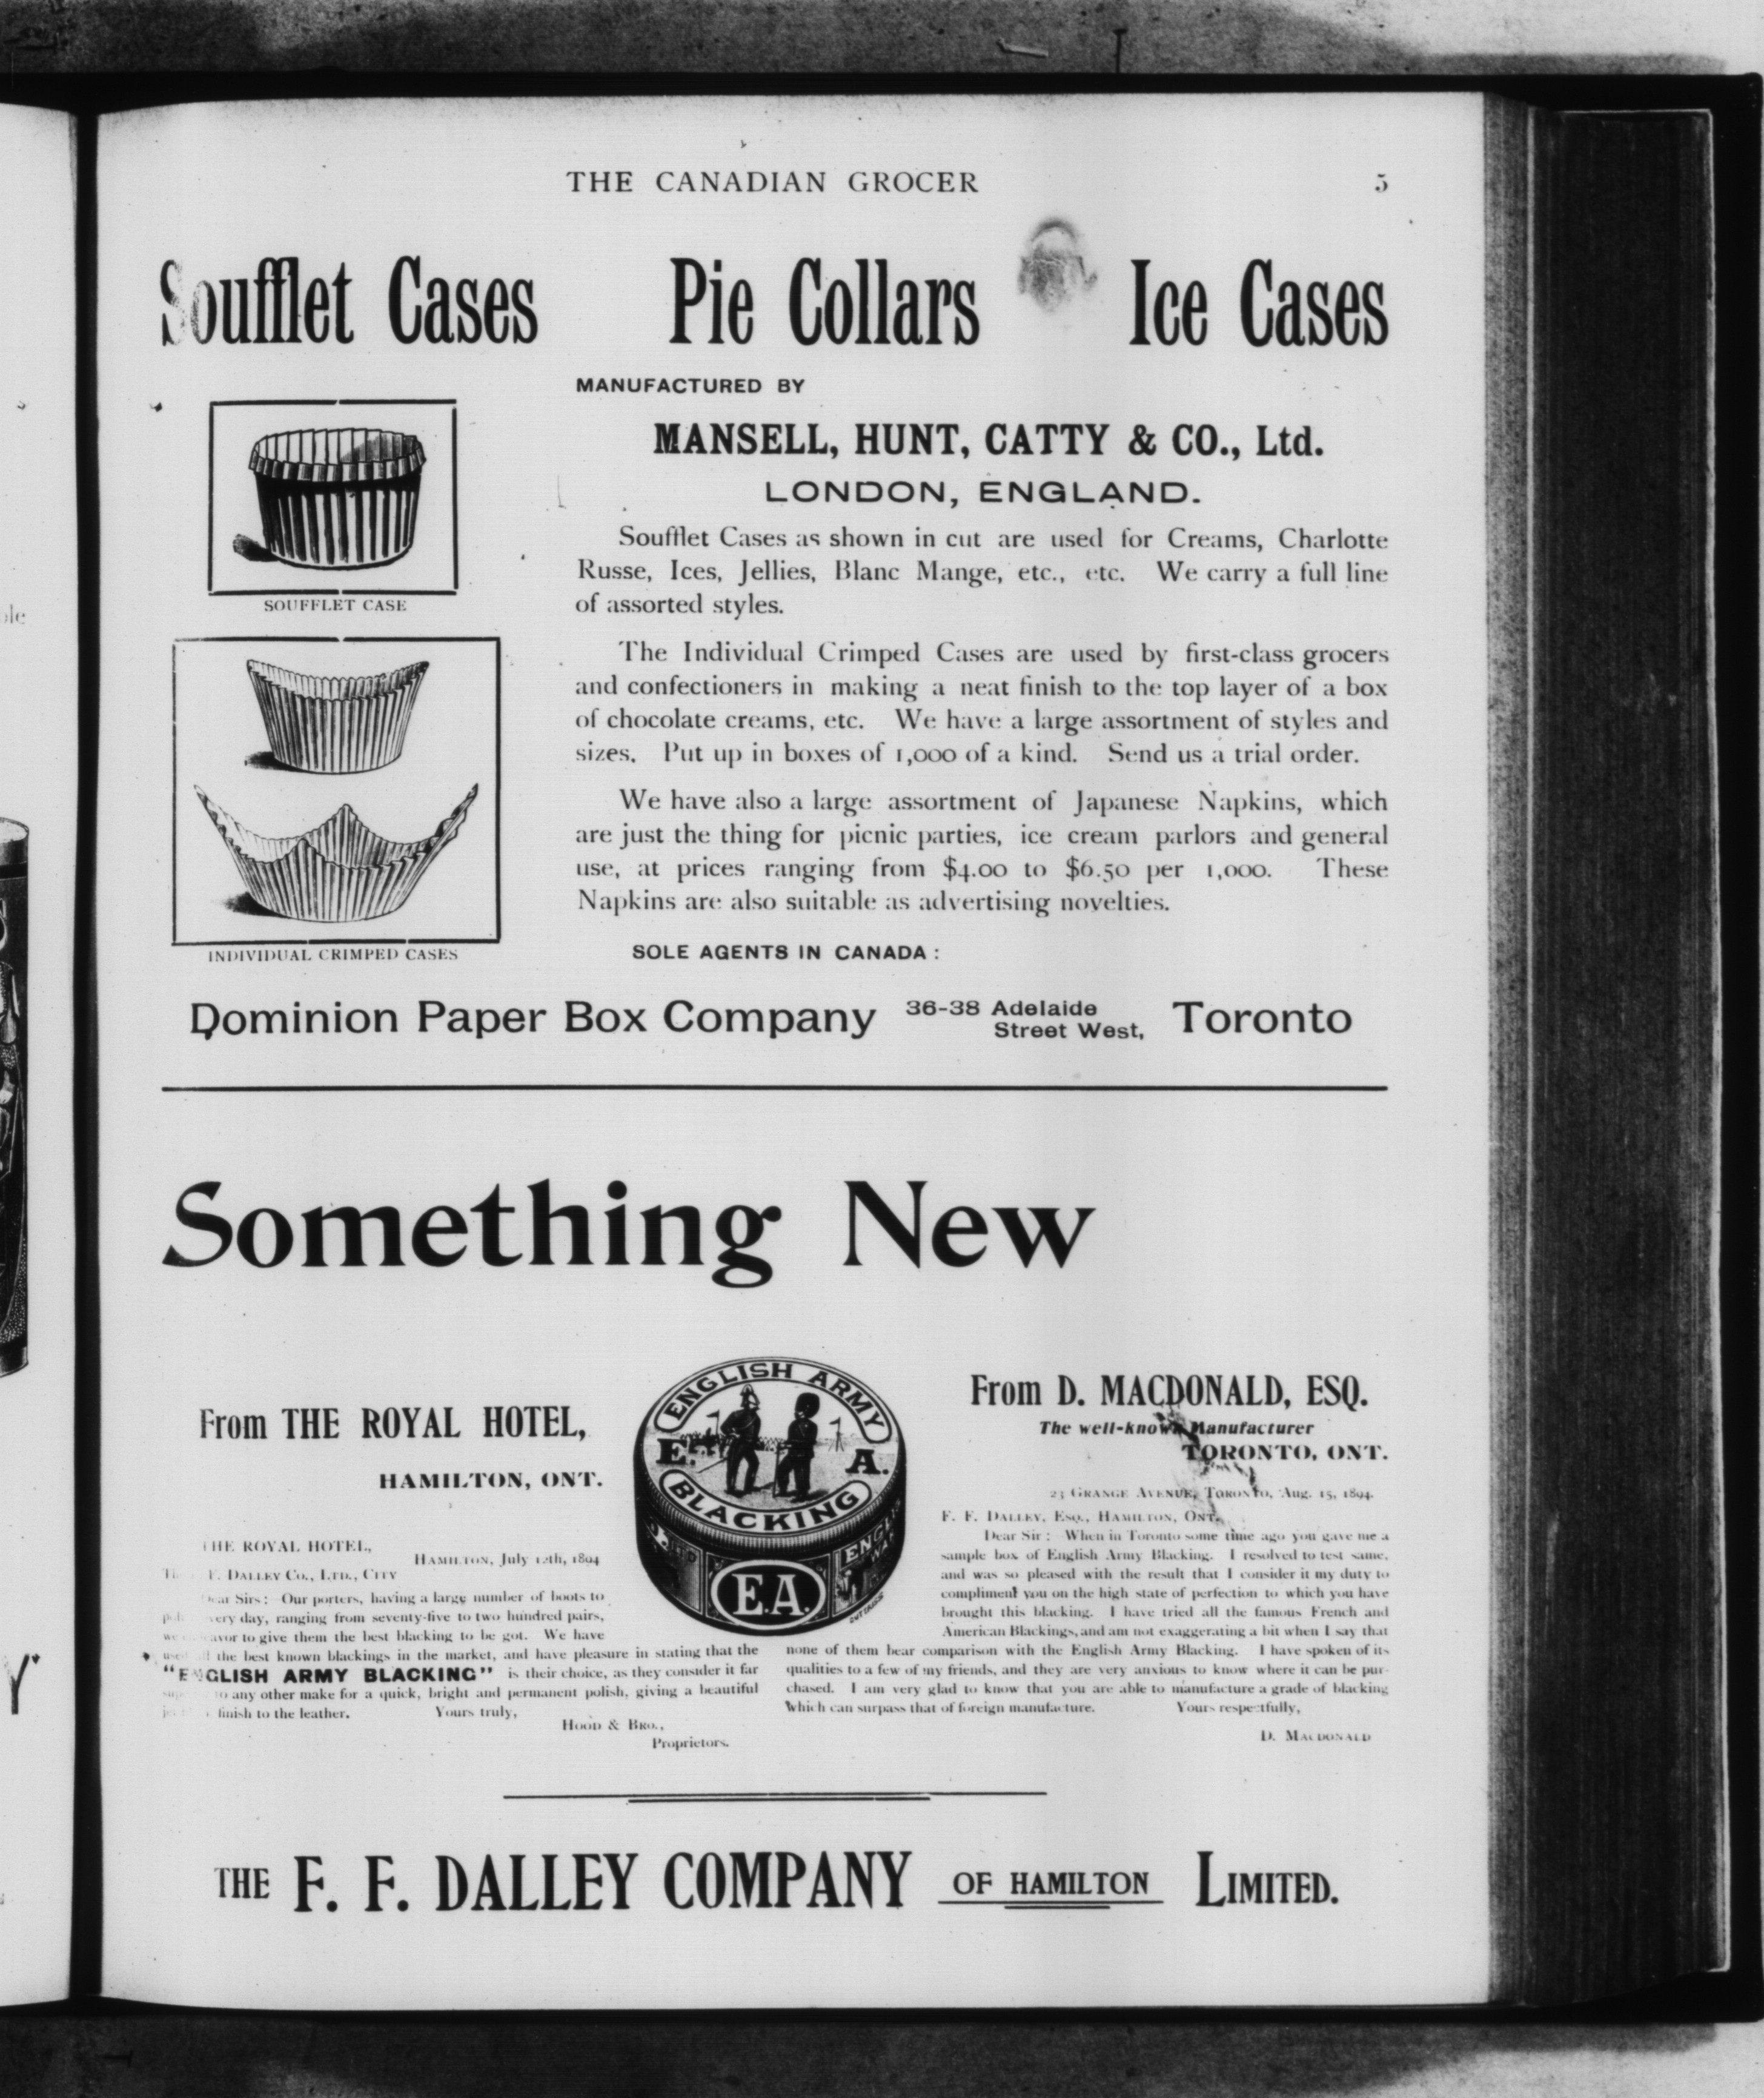 THE CANADIAN GROCER 5
Soufflet Cases Pie Collars Ice Cases
MANUFACTURED BY
MANSELL, HUNT, CATTY & CO., Ltd.
LONDON, ENGLAND.
Soufflet Cases as shown in cut are used for Creams, Charlotte
Russe, Ices, Jellies, Blanc Mange, etc., etc. We carry a full line
of assorted styles.
SOUFFLET CASE
The Individual Crimped Cases are used by first-class grocers
and confectioners in making a neat finish to the top layer of a box
of chocolate creams, etc. We have a large assortment of styles and
sizes. Put up in boxes of 1,000 of a kind. Send us a trial order.
We have also a large assortment of Japanese Napkins, which
are just the thing for picnic parties, ice cream parlors and general
use, at prices ranging from $4.00 to $6.50 per 1,000. These
Napkins are also suitable as advertising novelties.
INDIVIDUAL CRIMPED CASES
SOLE AGENTS IN CANADA :
Dominion Paper Box Company 36-38 Adelaide
Street West, Toronto
Something New
From THE ROYAL HOTEL,
HAMILTON, ONT.
THE ROYAL HOTEL,
HAMILTON, July 12th, 1894
F. DALLEY CO., LTD., CITY
Dear Sirs: Our porters, having a large number of boots to
every day, ranging from seventy-five to two hundred pairs,
to give them the best blacking to be got. We have
the best known blackings in the market, and have pleasure in stating that the
"ENGLISH ARMY BLACKING" is their choice, as they consider it far
to any other make for a quick, bright and permanent polish, giving a beautiful
finish to the leather. Yours truly,
HOOD & BRO.,
Proprietors.
ENGLISH ARMY
E. A.
BLACKING
E.A.
From D. MACDONALD, ESQ.
The well-known Manufacturer
TORONTO, ONT.
23 GRANGE AVENUE, TORONTO, Aug. 15, 1894.
F. F. DALLEY, ESQ., HAMILTON, ONT.
Dear Sir: When in Toronto some time ago you gave me a
sample box of English Army Blacking. I resolved to test same,
and was so pleased with the result that I consider it my duty to
compliment you on the high state of perfection to which you have
brought this blacking. I have tried all the famous French and
American Blackings, and am not exaggerating a bit when I say that
none of them bear comparison with the English Army Blacking. I have spoken of its
qualities to a few of my friends, and they are very anxious to know where it can be pur-
chased. I am very glad to know that you are able to manufacture a grade of blacking
which can surpass that of foreign manufacture. Yours respectfully,
D. MACDONALD
THE F. F. DALLEY COMPANY OF HAMILTON LIMITED.